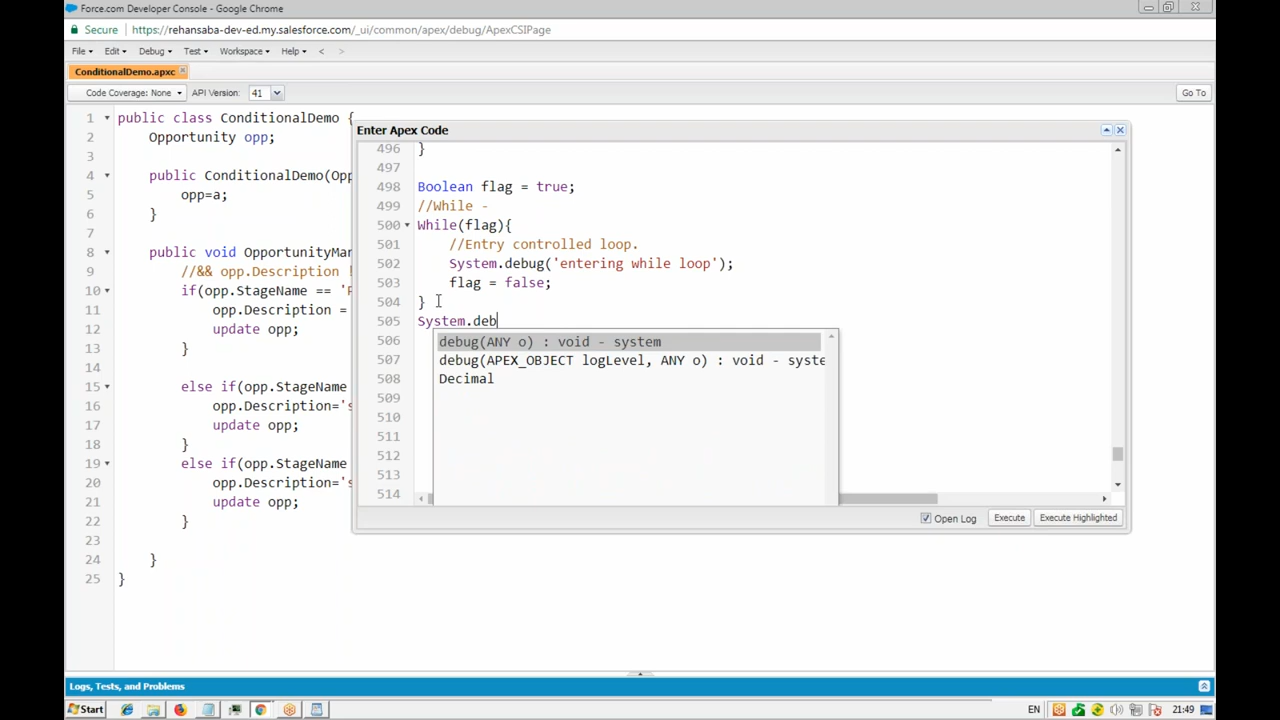 Force.com Developer Console - Google Chrome
Secure https://rehansaba-dev-ed.my.salesforce.com/_ui/common/apex/debug/ApexCSIPage
File Edit Debug Test Workspace Help < >
ConditionalDemo.apxc
Code Coverage: None API Version: 41 Go To
1 public class ConditionalDemo {
2 Opportunity opp;
3
4 public ConditionalDemo(Opp
5 opp=a;
6 }
7
8 public void OpportunityMan
9 //&& opp.Description !
10 if(opp.StageName == 'P
11 opp.Description =
12 update opp;
13 }
14
15 else if(opp.StageName
16 opp.Description='s
17 update opp;
18 }
19 else if(opp.StageName
20 opp.Description='s
21 update opp;
22 }
23
24 }
25 }
Enter Apex Code
496 }
497
498 Boolean flag = true;
499 //While -
500 While(flag){
501 //Entry controlled loop.
502 System.debug('entering while loop');
503 flag = false;
504 }
505 System.deb
506
507
508
509
510
511
512
513
514
debug(ANY o) : void - system
debug(APEX_OBJECT logLevel, ANY o) : void - syste
Decimal
Open Log Execute Execute Highlighted
Logs, Tests, and Problems
Start EN 21:49